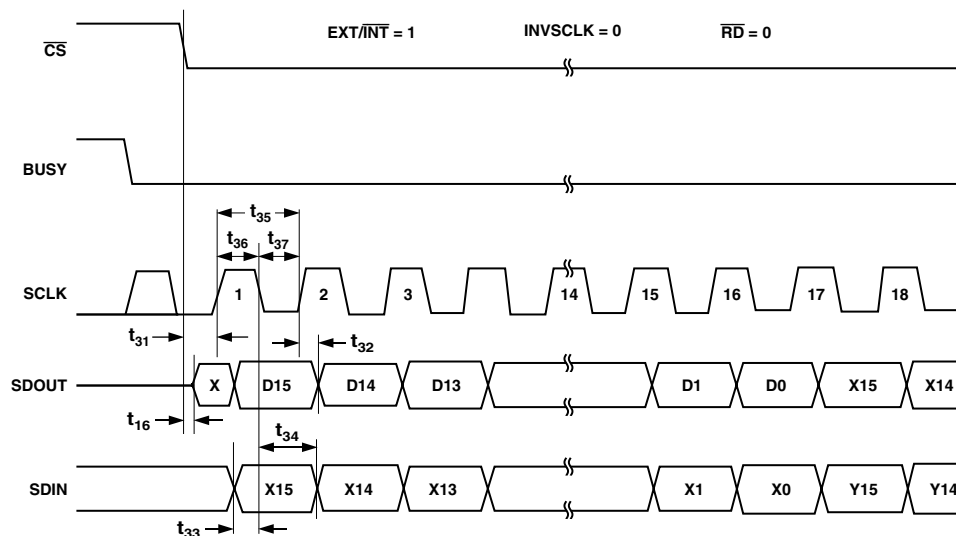 EXT/INT = 1 INVSCLK = 0 RD = 0
CS
BUSY
t35
t36 t37
SCLK 1 2 3 14 15 16 17 18
t31 t32
SDOUT X D15 D14 D13 D1 D0 X15 X14
t16
t34
SDIN X15 X14 X13 X1 X0 Y15 Y14
t33